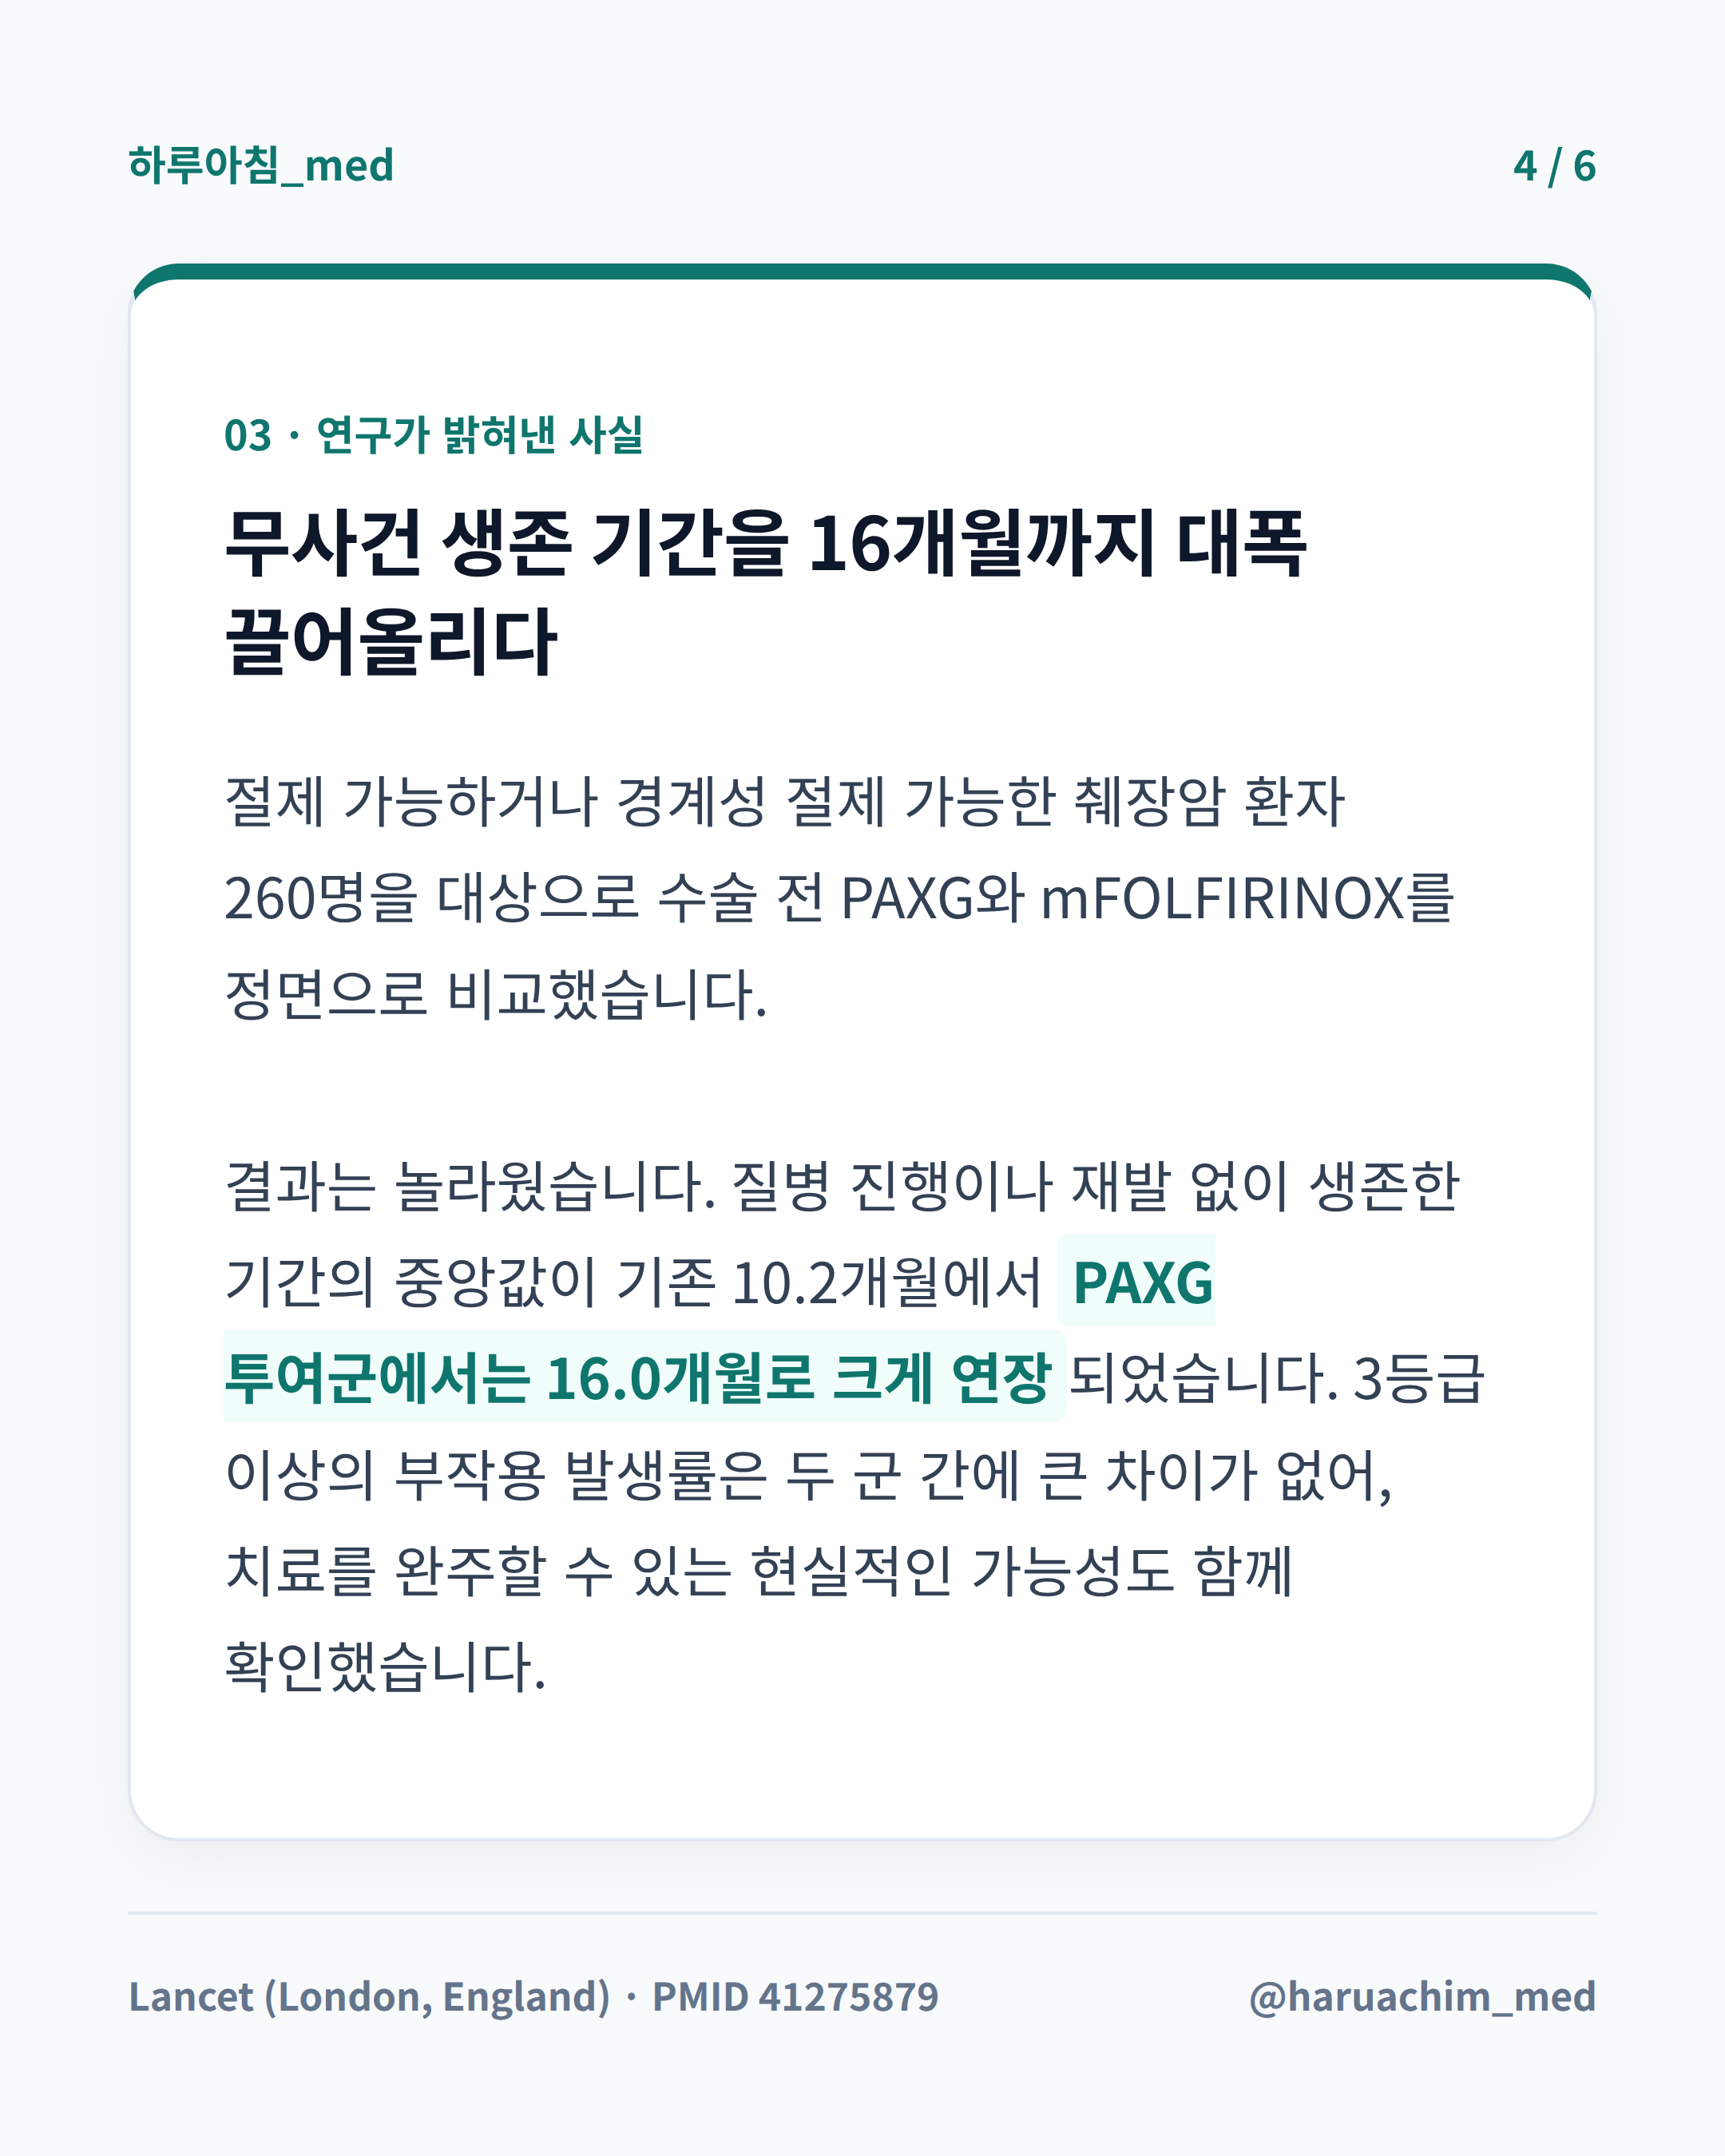 하루아침_med
4 / 6
03 · 연구가 밝혀낸 사실
무사건 생존 기간을 16개월까지 대폭
끌어올리다
절제 가능하거나 경계성 절제 가능한 췌장암 환자
260명을 대상으로 수술 전 PAXG와 mFOLFIRINOX를
정면으로 비교했습니다.
결과는 놀라웠습니다. 질병 진행이나 재발 없이 생존한
기간의 중앙값이 기존 10.2개월에서 PAXG
투여군에서는 16.0개월로 크게 연장되었습니다. 3등급
이상의 부작용 발생률은 두 군 간에 큰 차이가 없어,
치료를 완주할 수 있는 현실적인 가능성도 함께
확인했습니다.
Lancet (London, England) · PMID 41275879
@haruachim_med